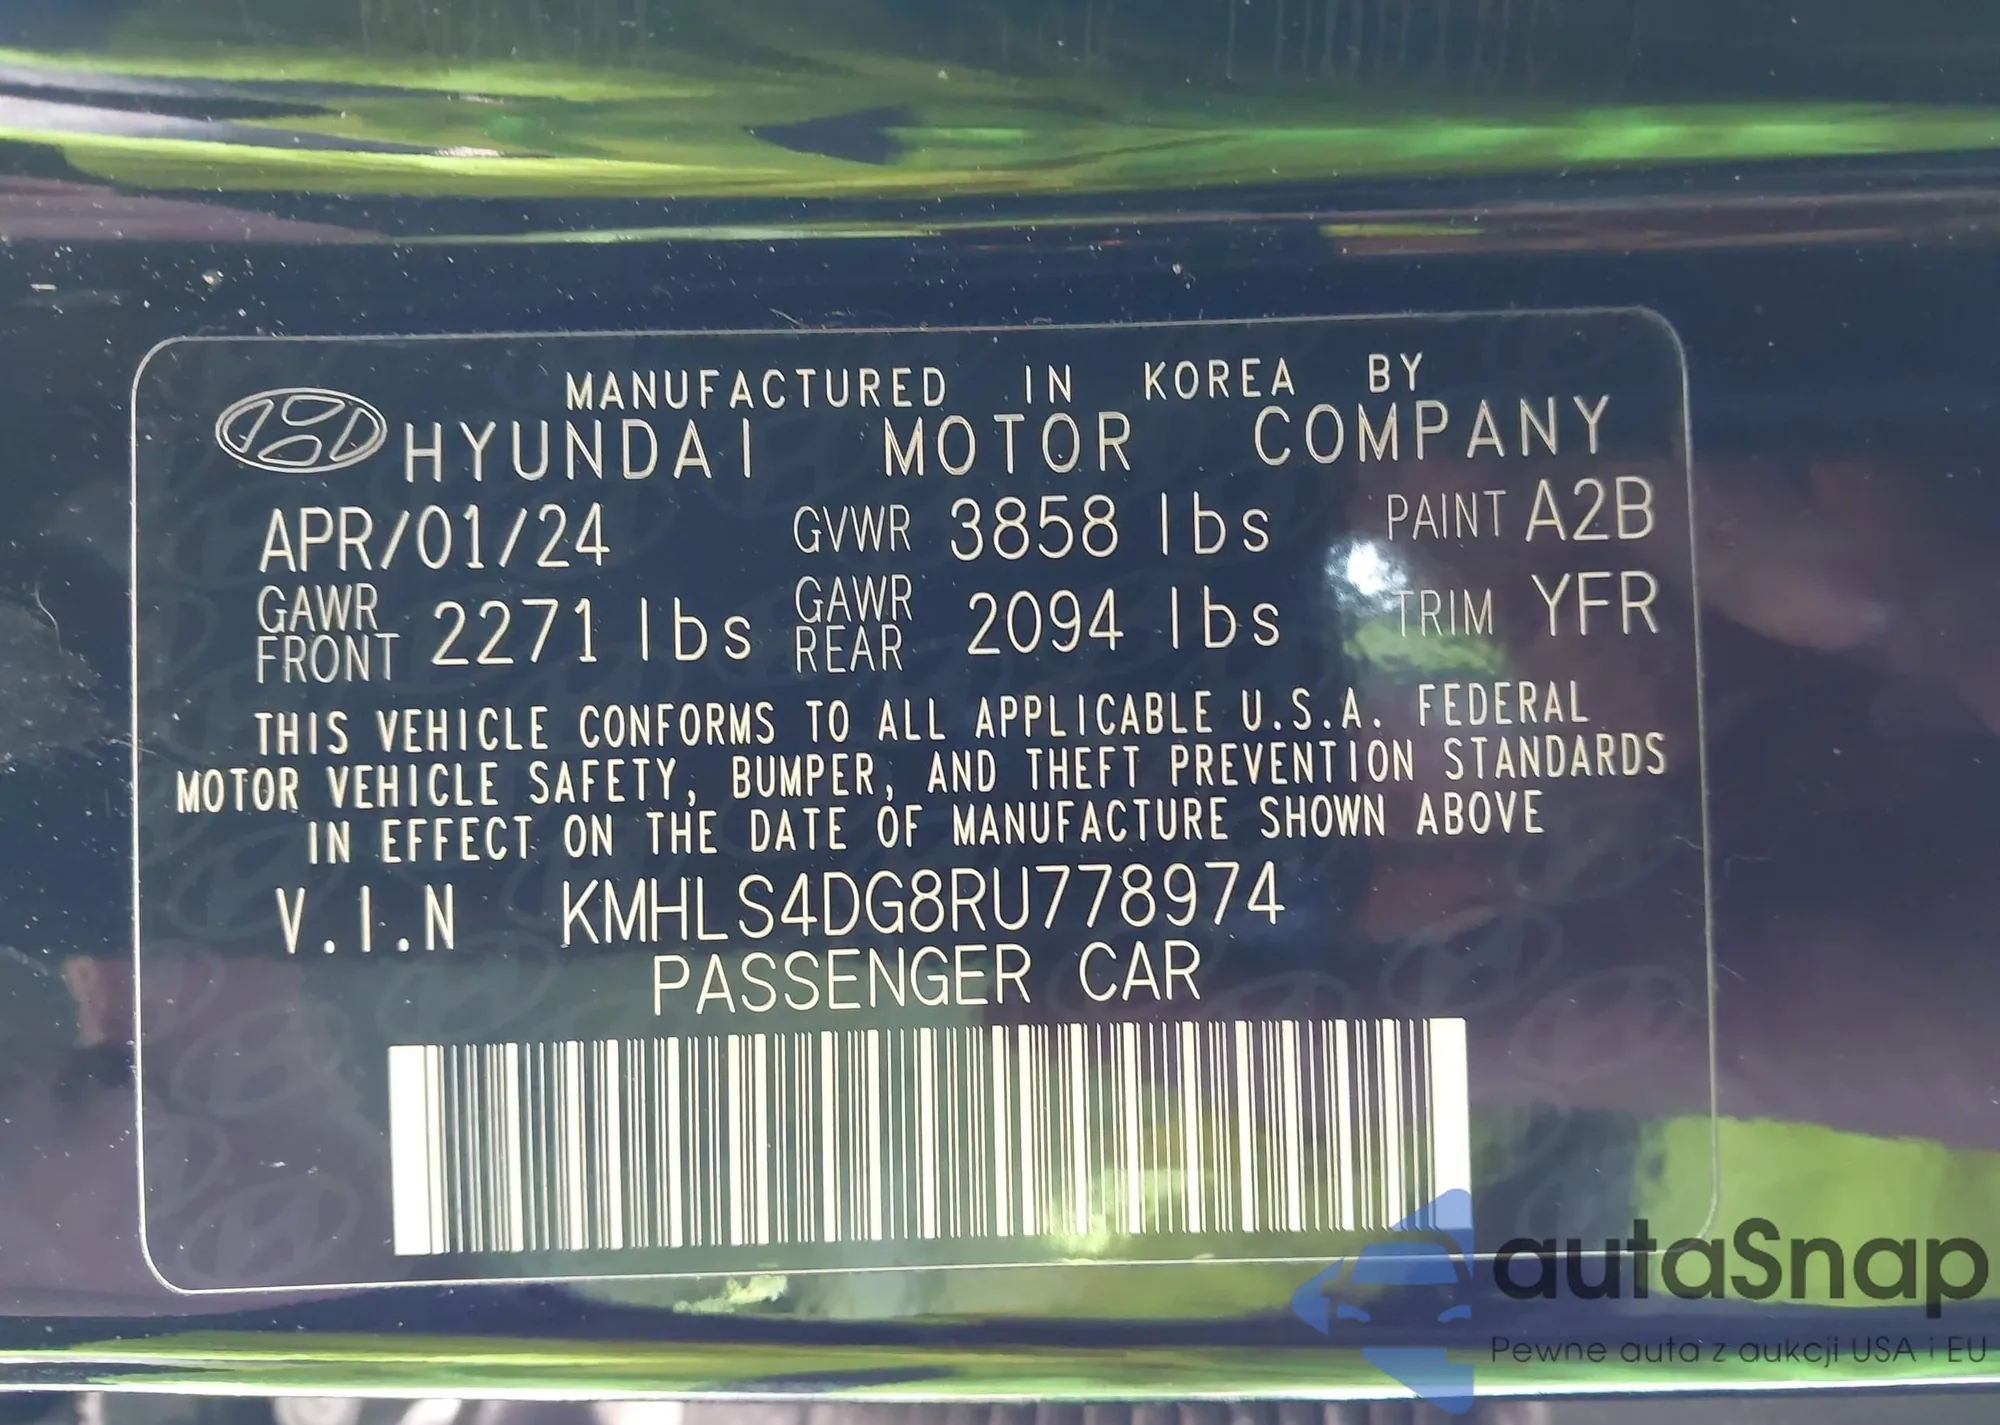 MANUFACTURED IN KOREA BY
HYUNDAI MOTOR COMPANY
APR/01/24 GVWR 3858 lbs PAINT A2B
GAWR FRONT 2271 lbs GAWR REAR 2094 lbs TRIM YFR
THIS VEHICLE CONFORMS TO ALL APPLICABLE U.S.A. FEDERAL
MOTOR VEHICLE SAFETY, BUMPER, AND THEFT PREVENTION STANDARDS
IN EFFECT ON THE DATE OF MANUFACTURE SHOWN ABOVE
V.I.N KMHLS4DG8RU778974
PASSENGER CAR
autaSnap
Pewne auta z aukcji USA i EU